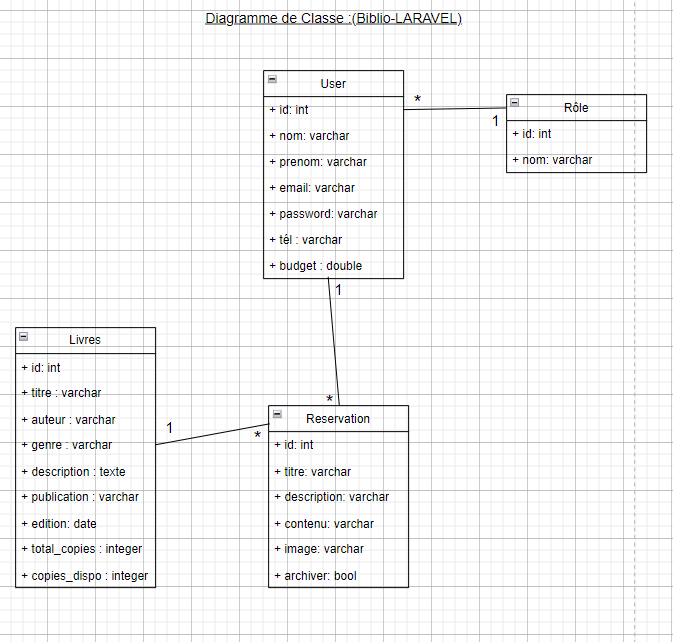 Diagramme de Classe :(Biblio-LARAVEL)
User
+ id: int
+ nom: varchar
+ prenom: varchar
+ email: varchar
+ password: varchar
+ tél : varchar
+ budget : double
*
1
Rôle
+ id: int
+ nom: varchar
1
*
Livres
+ id: int
+ titre : varchar
+ auteur : varchar
+ genre : varchar
+ description : texte
+ publication : varchar
+ edition: date
+ total_copies : integer
+ copies_dispo : integer
1
*
Reservation
+ id: int
+ titre: varchar
+ description: varchar
+ contenu: varchar
+ image: varchar
+ archiver: bool